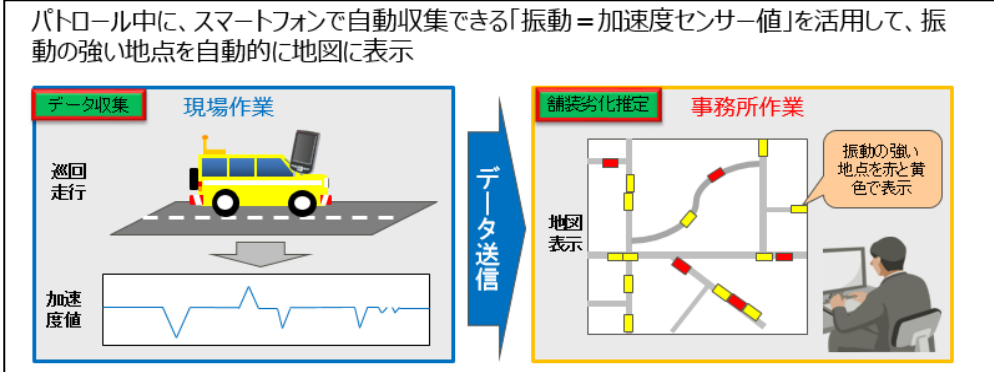 パトロール中に、スマートフォンで自動収集できる「振動＝加速度センサー値」を活用して、振
動の強い地点を自動的に地図に表示
データ収集
現場作業
巡回
走行
加速
度値
データ送信
舗装劣化推定
事務所作業
地図
表示
振動の強い
地点を赤と黄
色で表示